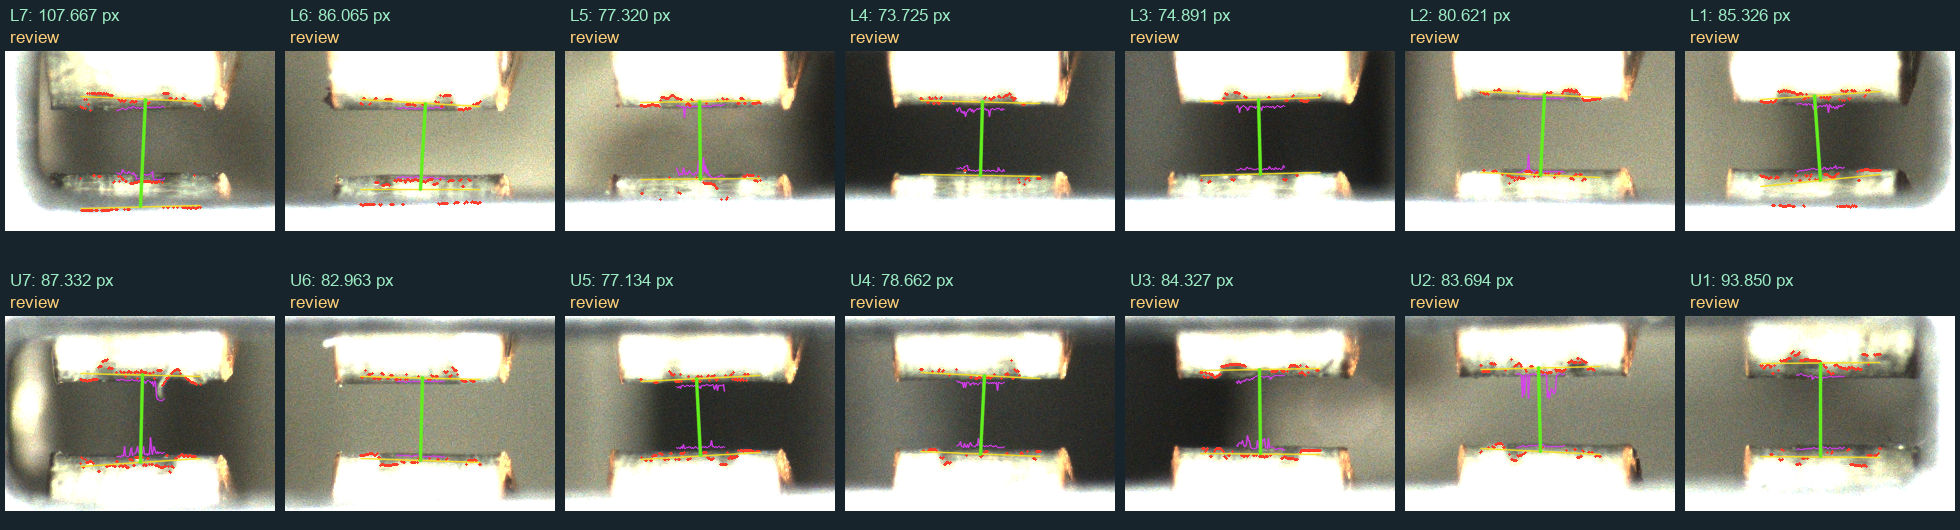 L7: 107.667 px
review
L6: 86.065 px
review
L5: 77.320 px
review
L4: 73.725 px
review
L3: 74.891 px
review
L2: 80.621 px
review
L1: 85.326 px
review
U7: 87.332 px
review
U6: 82.963 px
review
U5: 77.134 px
review
U4: 78.662 px
review
U3: 84.327 px
review
U2: 83.694 px
review
U1: 93.850 px
review